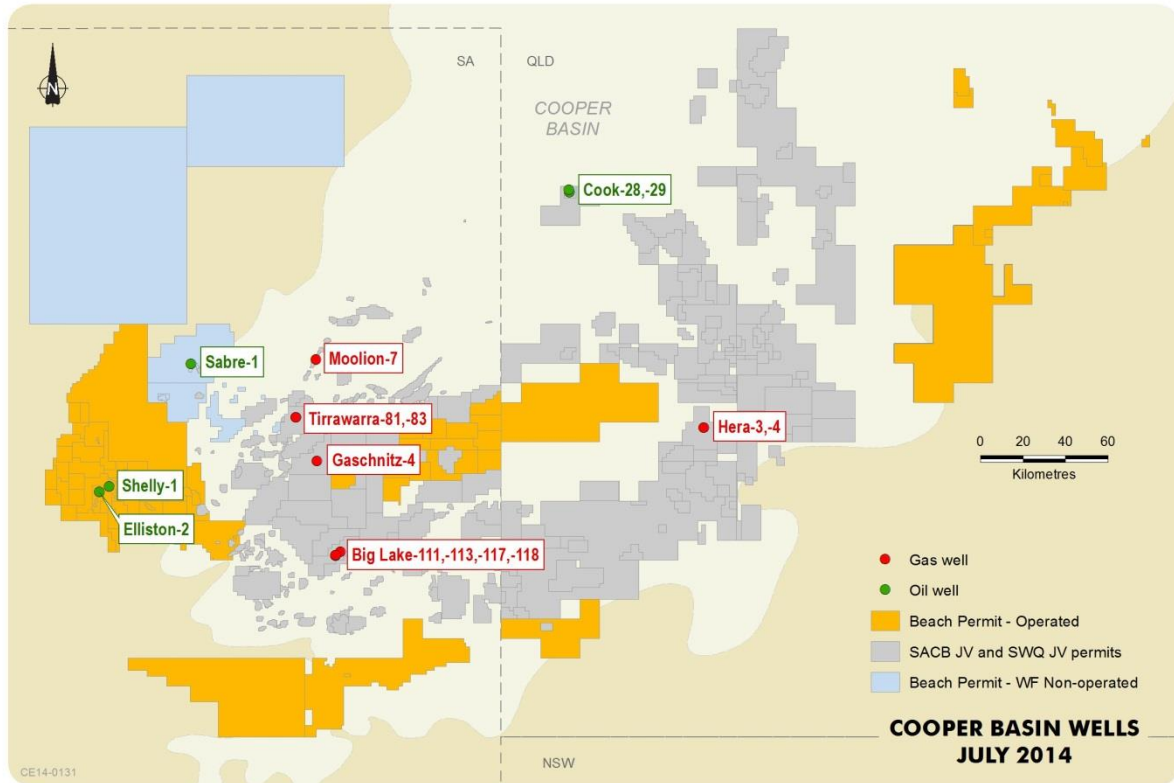 N
SA
QLD
COOPER
BASIN
Cook-28,-29
Sabre-1
Moolion-7
Tirrawarra-81,-83
Hera-3,-4
Gaschnitz-4
Shelly-1
Elliston-2
Big Lake-111,-113,-117,-118
0 20 40 60
Kilometres
Gas well
Oil well
Beach Permit - Operated
SACB JV and SWQ JV permits
Beach Permit - WF Non-operated
COOPER BASIN WELLS
JULY 2014
NSW
CE14-0131